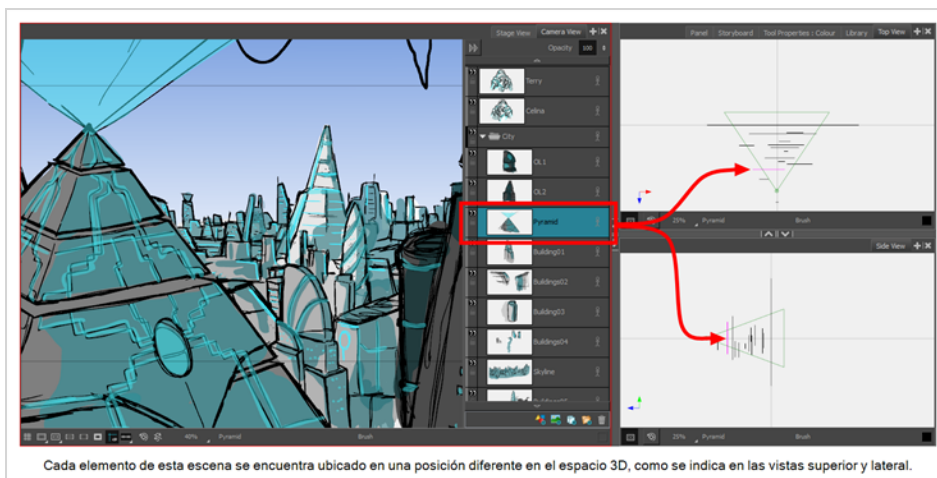 Stage View Camera View
Opacity 100
Terry
Celina
City
OL1
OL2
Pyramid
Building01
Buildings02
Building03
Buildings04
Skyline
40% Pyramid Brush
Panel Storyboard Tool Properties : Colour Library Top View
25% Pyramid Brush
Side View
25% Pyramid Brush
Cada elemento de esta escena se encuentra ubicado en una posición diferente en el espacio 3D, como se indica en las vistas superior y lateral.